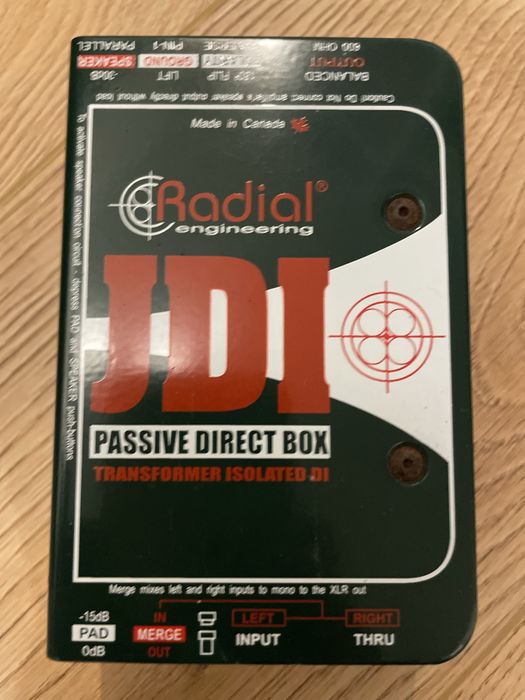 PARALLEL PIN-1
600 OHM
SPEAKER GROUND OUTPUT
-30dB LIFT 180° FLIP BALANCED
Caution! Do Not connect amplifier's speaker output directly without load
To activate speaker connection circuit - depress PAD and SPEAKER push-buttons
Made in Canada
Radial®
engineering
JDI
PASSIVE DIRECT BOX
TRANSFORMER ISOLATED DI
Merge mixes left and right inputs to mono to the XLR out
-15dB IN LEFT RIGHT
PAD MERGE INPUT THRU
0dB OUT